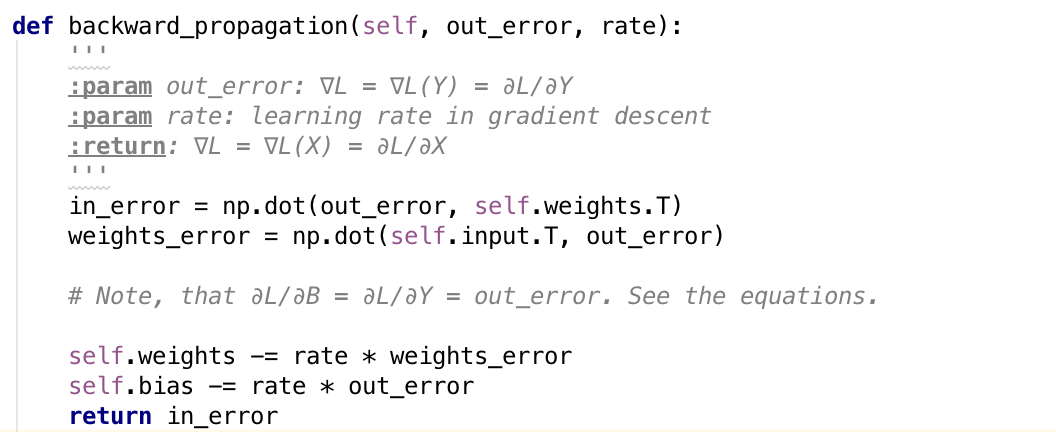 def backward_propagation(self, out_error, rate):
    '''
    :param out_error: ∇L = ∇L(Y) = ∂L/∂Y
    :param rate: learning rate in gradient descent
    :return: ∇L = ∇L(X) = ∂L/∂X
    '''
    in_error = np.dot(out_error, self.weights.T)
    weights_error = np.dot(self.input.T, out_error)

    # Note, that ∂L/∂B = ∂L/∂Y = out_error. See the equations.

    self.weights -= rate * weights_error
    self.bias -= rate * out_error
    return in_error